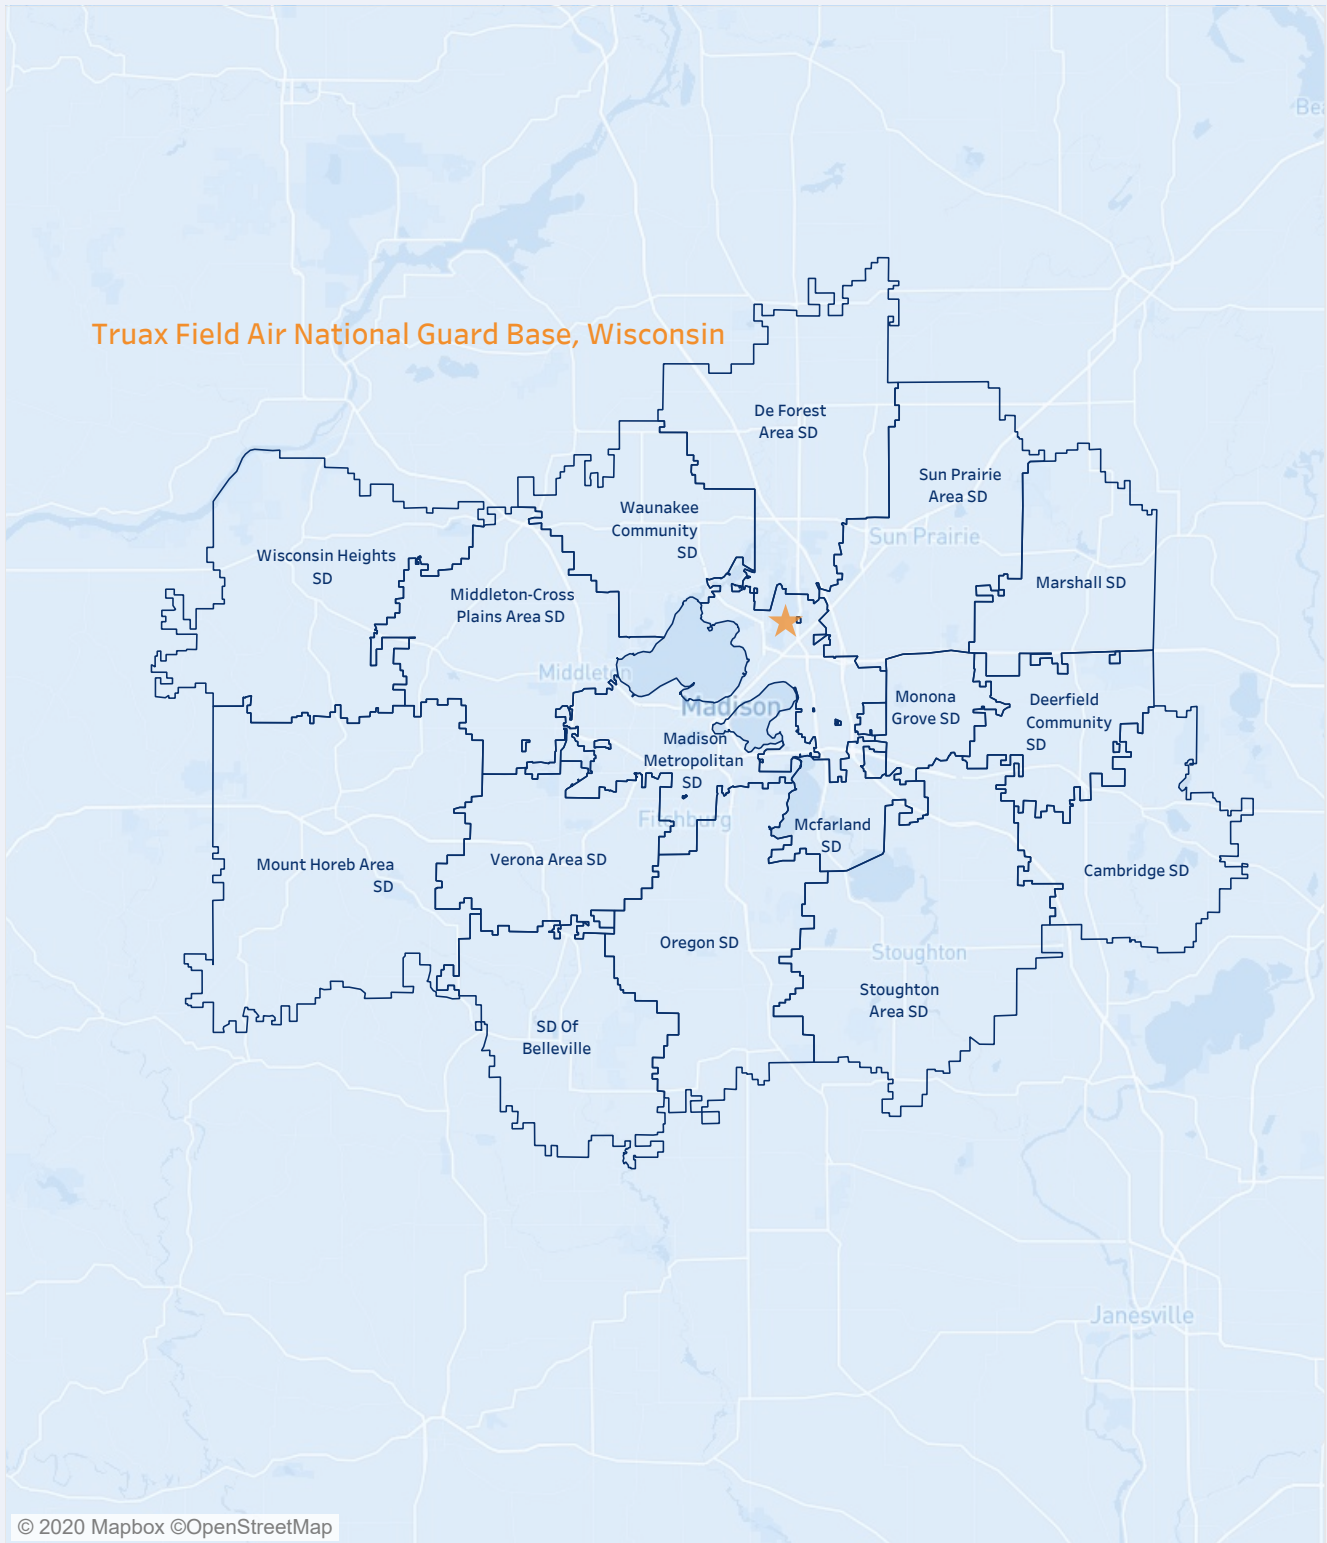 Bea
Truax Field Air National Guard Base, Wisconsin
De Forest
Area SD
Sun Prairie
Area SD
Waunakee
Community
SD
Sun Prairie
Wisconsin Heights
SD
Marshall SD
Middleton-Cross
Plains Area SD
Middleton
Monona
Grove SD
Deerfield
Community
SD
Madison
Madison
Metropolitan
SD
Fitchburg
Mcfarland
SD
Mount Horeb Area
SD
Verona Area SD
Cambridge SD
Oregon SD
Stoughton
Stoughton
Area SD
SD Of
Belleville
Janesville
© 2020 Mapbox ©OpenStreetMap